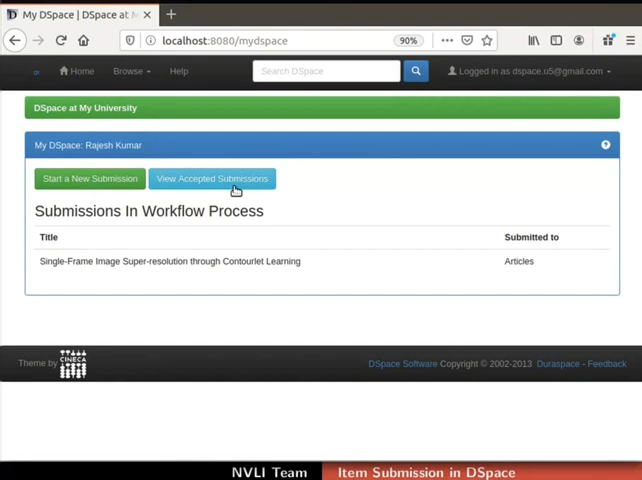 My DSpace | DSpace at M
localhost:8080/mydspace
90%
Home
Browse
Help
Search DSpace
Logged in as dspace.u5@gmail.com
DSpace at My University
My DSpace: Rajesh Kumar
Start a New Submission
View Accepted Submissions
Submissions In Workflow Process
Title
Submitted to
Single-Frame Image Super-resolution through Contourlet Learning
Articles
Theme by CINECA
DSpace Software Copyright © 2002-2013 Duraspace - Feedback
NVLI Team
Item Submission in DSpace